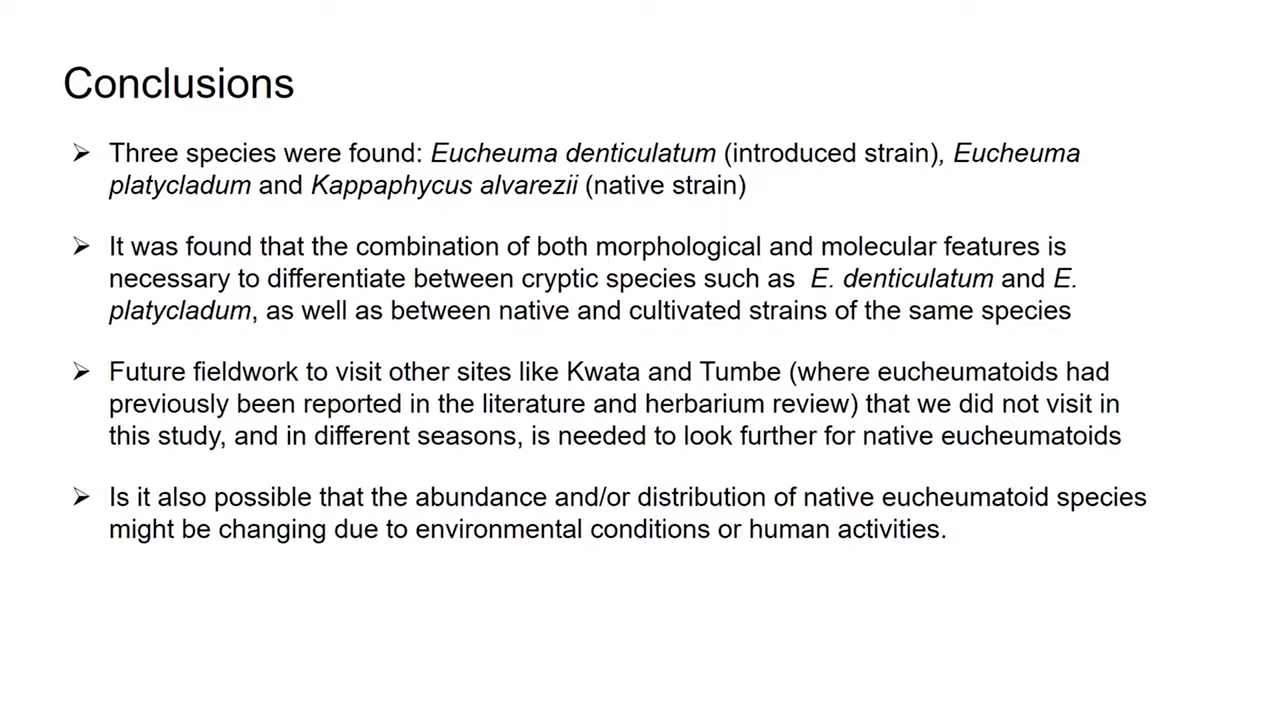 Conclusions
➢ Three species were found: Eucheuma denticulatum (introduced strain), Eucheuma
platycladum and Kappaphycus alvarezii (native strain)
➢ It was found that the combination of both morphological and molecular features is
necessary to differentiate between cryptic species such as E. denticulatum and E.
platycladum, as well as between native and cultivated strains of the same species
➢ Future fieldwork to visit other sites like Kwata and Tumbe (where eucheumatoids had
previously been reported in the literature and herbarium review) that we did not visit in
this study, and in different seasons, is needed to look further for native eucheumatoids
➢ Is it also possible that the abundance and/or distribution of native eucheumatoid species
might be changing due to environmental conditions or human activities.